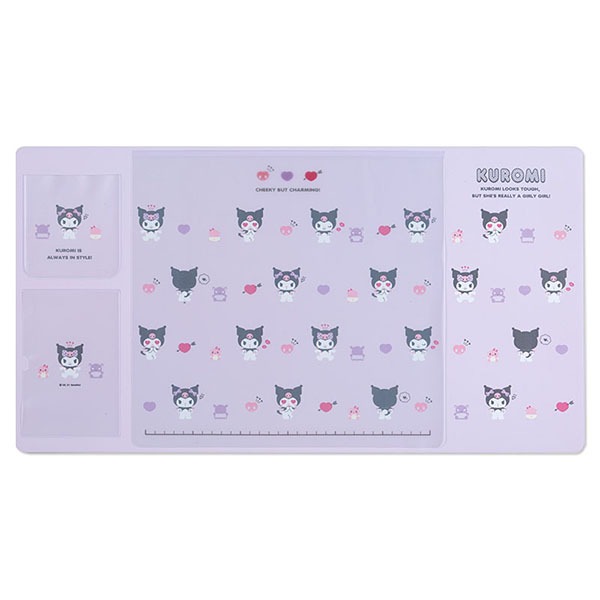 KUROMI IS
ALWAYS IN STYLE!
CHEEKY BUT CHARMING!
KUROMI
KUROMI LOOKS TOUGH,
BUT SHE'S REALLY A GIRLY GIRL!